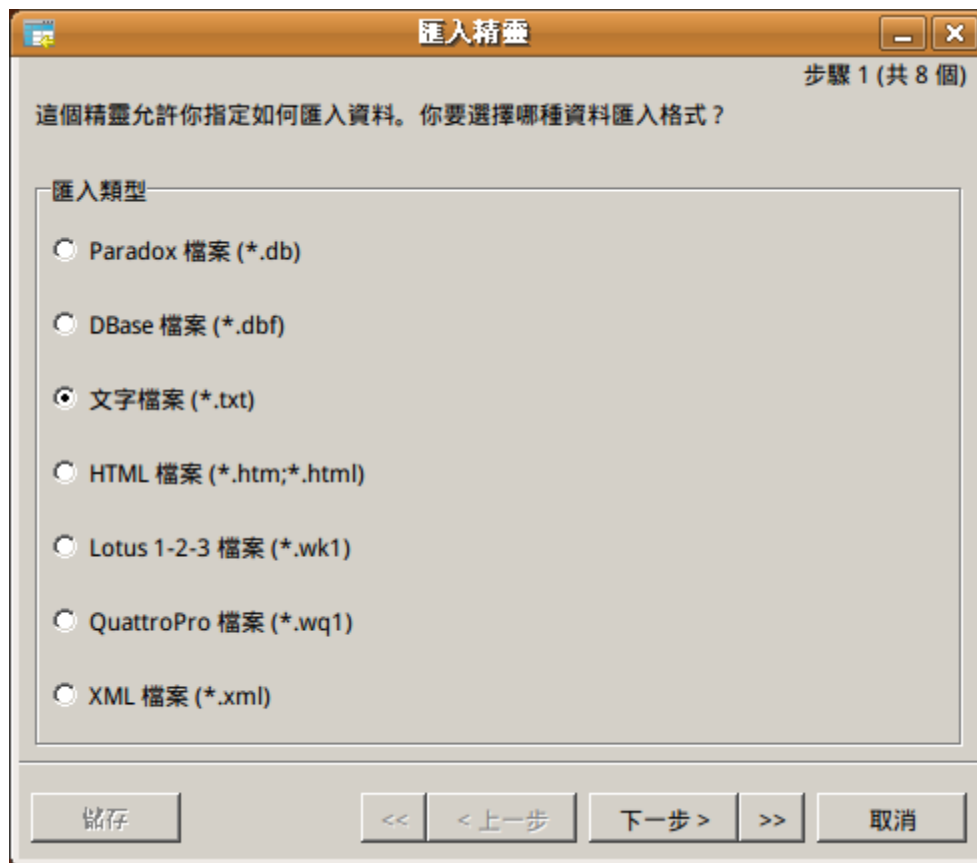 匯入精靈
步驟 1 (共 8 個)
這個精靈允許你指定如何匯入資料。你要選擇哪種資料匯入格式？
匯入類型
Paradox 檔案 (*.db)
DBase 檔案 (*.dbf)
文字檔案 (*.txt)
HTML 檔案 (*.htm;*.html)
Lotus 1-2-3 檔案 (*.wk1)
QuattroPro 檔案 (*.wq1)
XML 檔案 (*.xml)
儲存 << < 上一步 下一步 > >> 取消